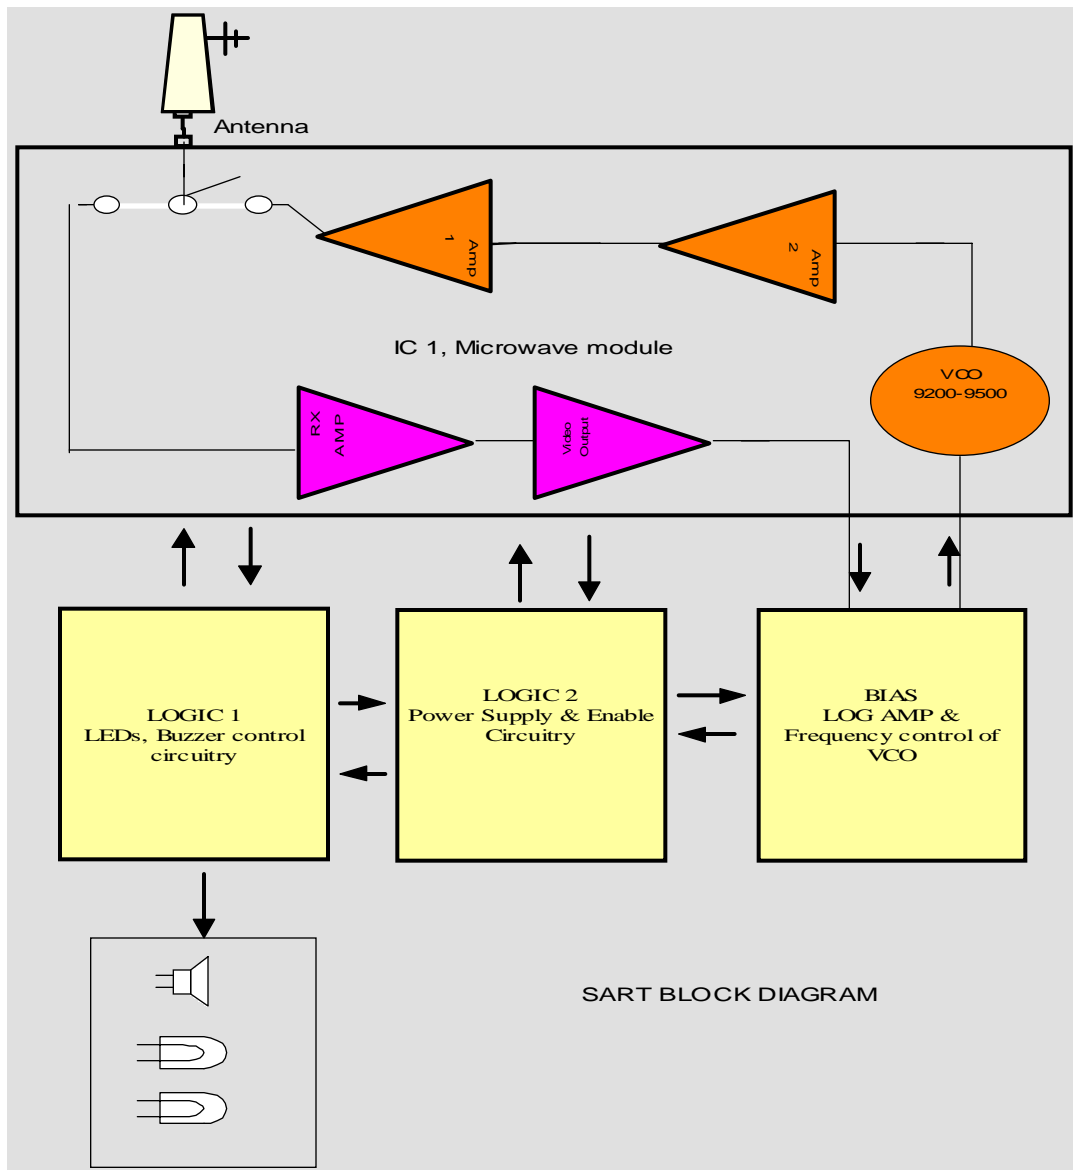 Antenna
Amp
1
Amp
2
IC 1, Microwave module
VCO
9200-9500
RX
AMP
Video
Output
LOGIC 1
LEDs, Buzzer control
circuitry
LOGIC 2
Power Supply & Enable
Circuitry
BIAS
LOG AMP &
Frequency control of
VCO
SART BLOCK DIAGRAM